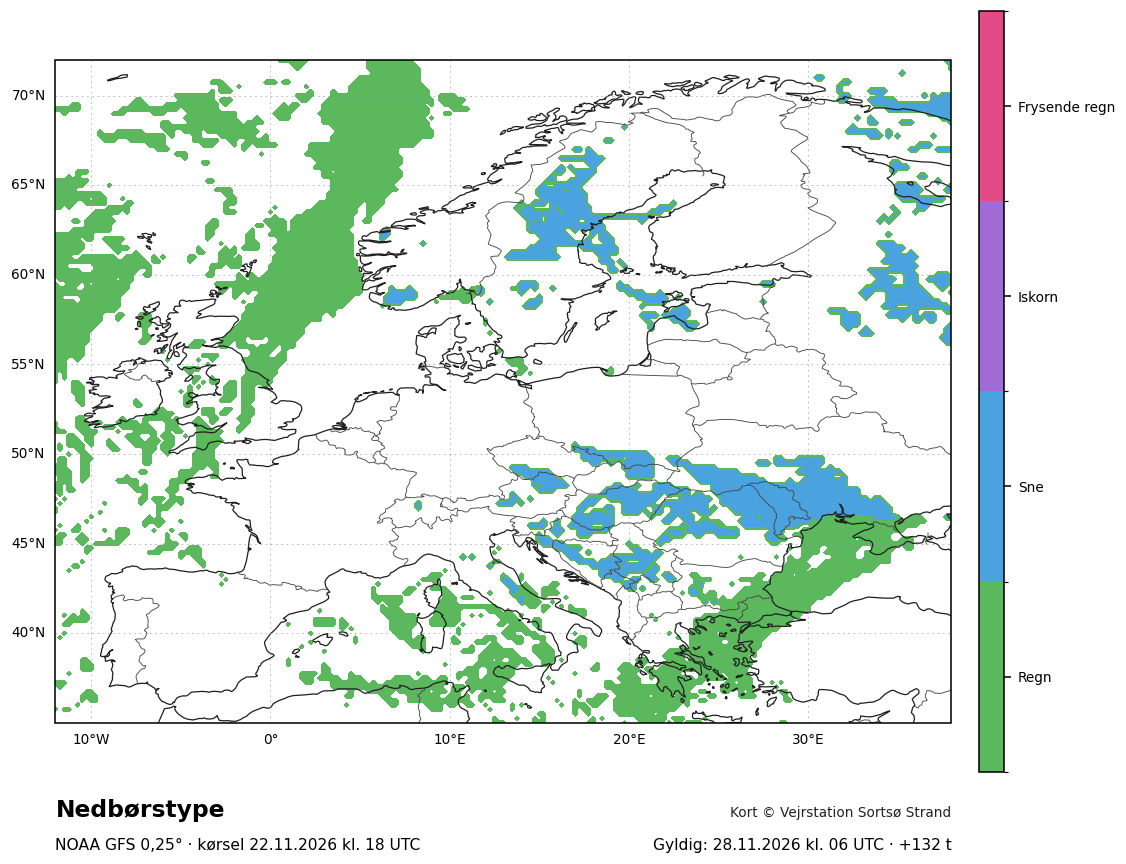 70°N
65°N
60°N
55°N
50°N
45°N
40°N
10°W
0°
10°E
20°E
30°E
Frysende regn
Iskorn
Sne
Regn
Nedbørstype
Kort © Vejrstation Sortsø Strand
NOAA GFS 0,25° · kørsel 22.11.2026 kl. 18 UTC
Gyldig: 28.11.2026 kl. 06 UTC · +132 t